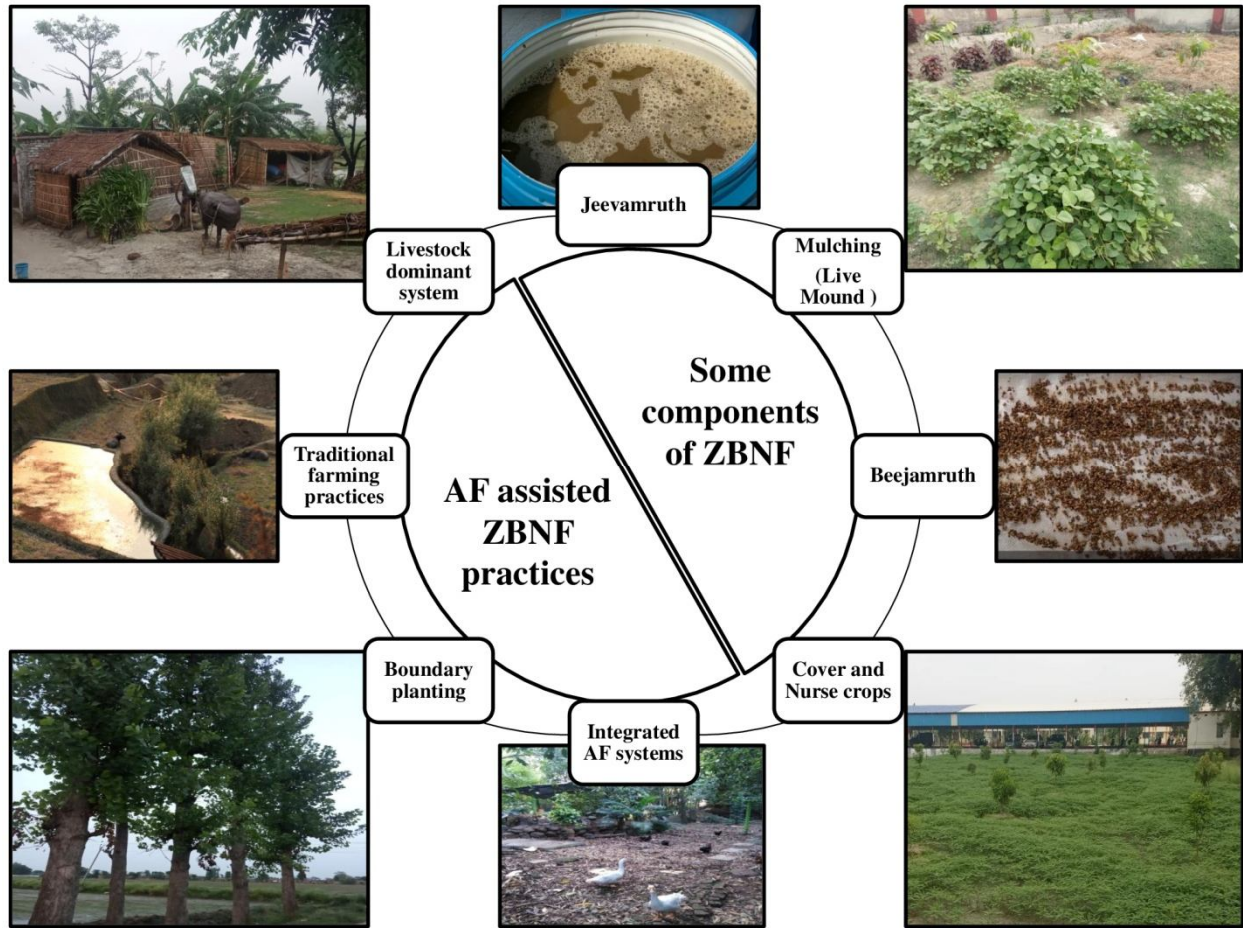 Jeevamruth
Livestock
dominant
system
Mulching
(Live
Mound )
Some
components
of ZBNF
Traditional
farming
practices
Beejamruth
AF assisted
ZBNF
practices
Boundary
planting
Cover and
Nurse crops
Integrated
AF systems